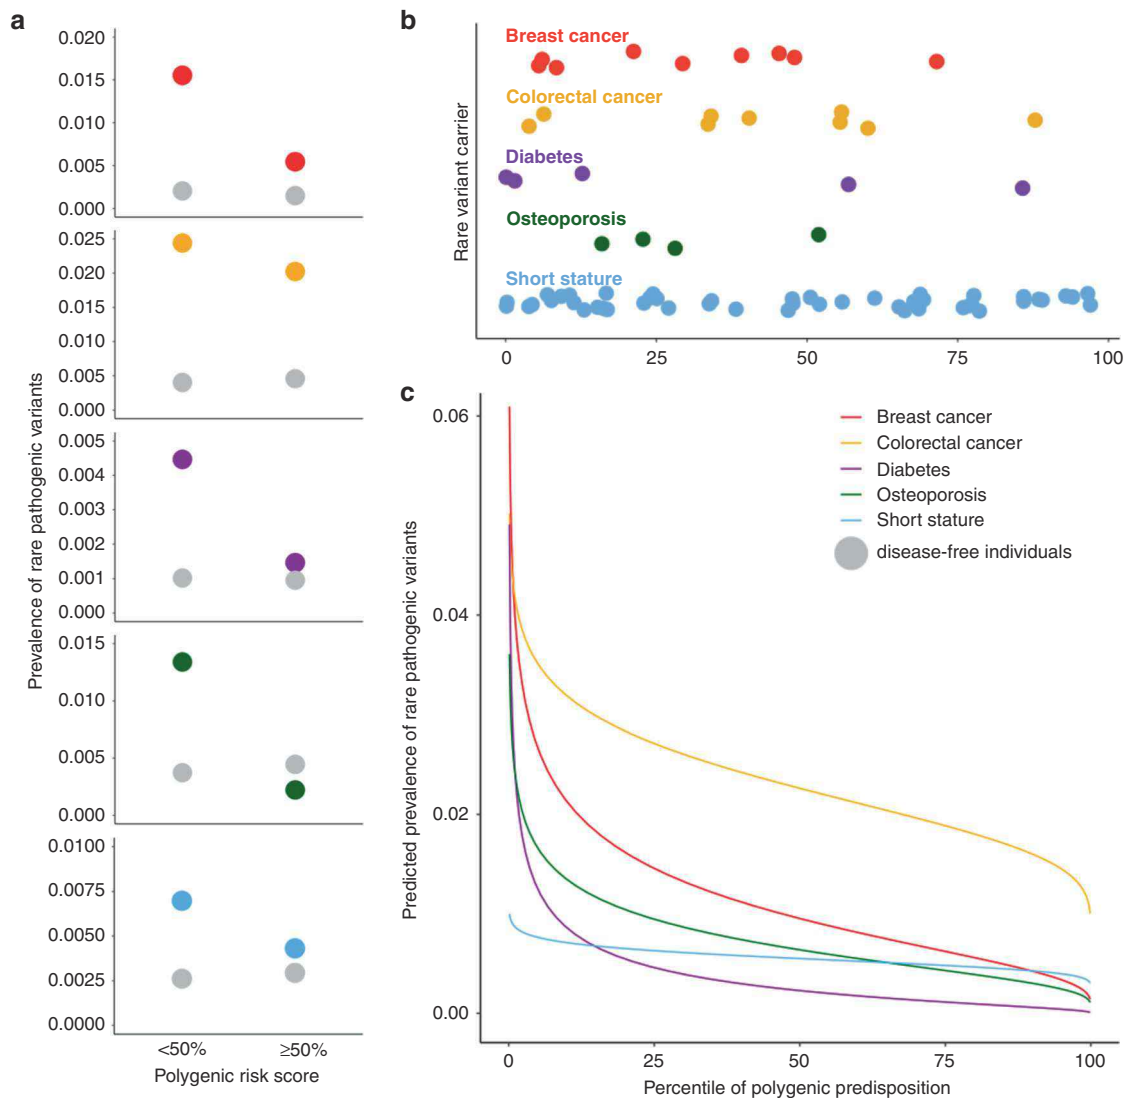 a
Prevalence of rare pathogenic variants
0.020
0.015
0.010
0.005
0.000
0.025
0.020
0.015
0.010
0.005
0.000
0.005
0.004
0.003
0.002
0.001
0.000
0.015
0.010
0.005
0.000
0.0100
0.0075
0.0050
0.0025
0.0000
<50%
≥50%
Polygenic risk score
b
Rare variant carrier
Breast cancer
Colorectal cancer
Diabetes
Osteoporosis
Short stature
0
25
50
75
100
c
Predicted prevalence of rare pathogenic variants
0.06
0.04
0.02
0.00
Breast cancer
Colorectal cancer
Diabetes
Osteoporosis
Short stature
disease-free individuals
0
25
50
75
100
Percentile of polygenic predisposition